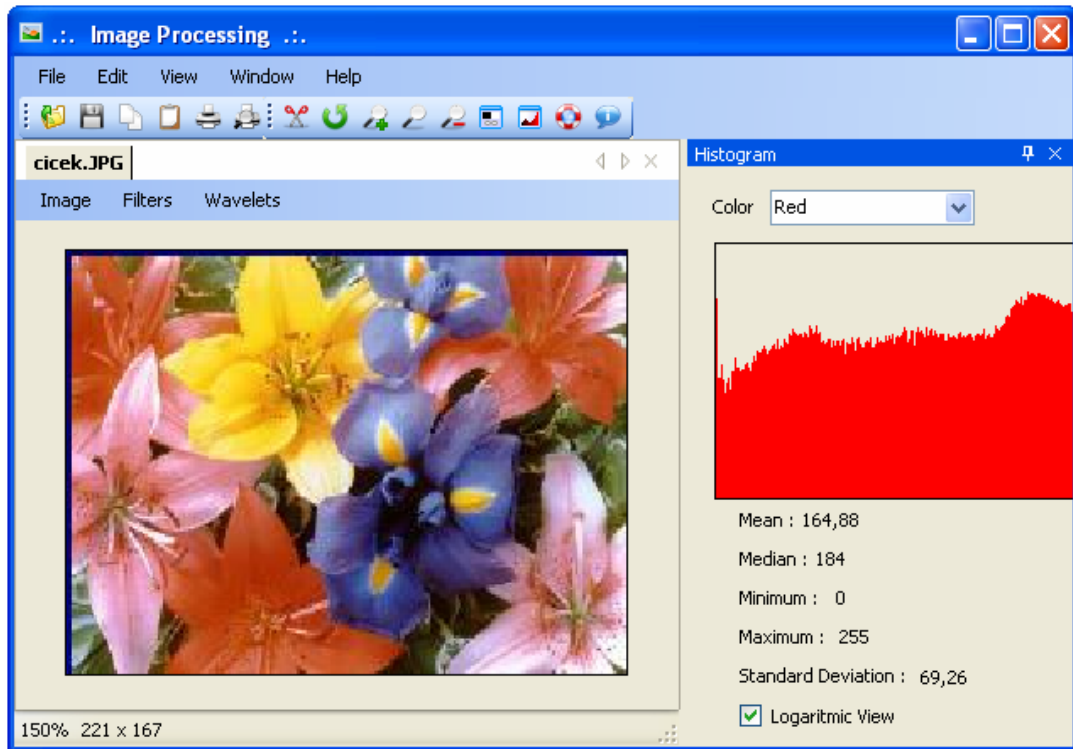 .:. Image Processing .:.
File Edit View Window Help
cicek.JPG
Image Filters Wavelets
150% 221 x 167
Histogram
Color Red
Mean : 164,88
Median : 184
Minimum : 0
Maximum : 255
Standard Deviation : 69,26
Logaritmic View